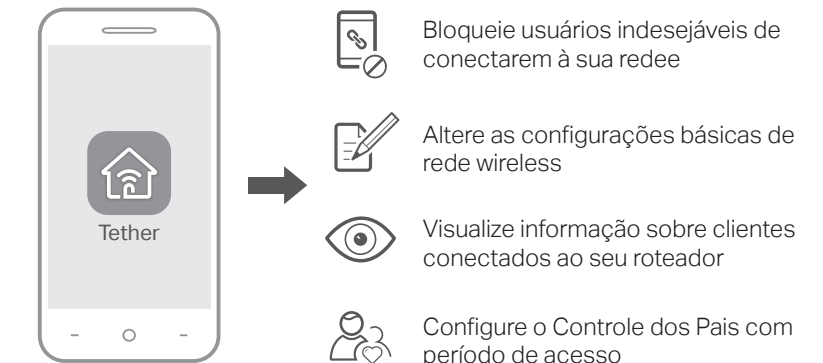 Tether
Bloqueie usuários indesejáveis de
conectarem à sua redee
Altere as configurações básicas de
rede wireless
Visualize informação sobre clientes
conectados ao seu roteador
Configure o Controle dos Pais com
período de acesso